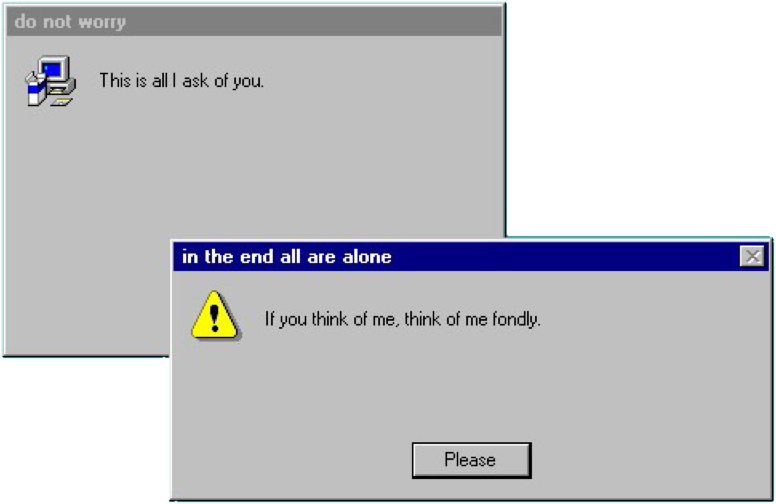 do not worry
This is all I ask of you.
in the end all are alone
If you think of me, think of me fondly.
Please